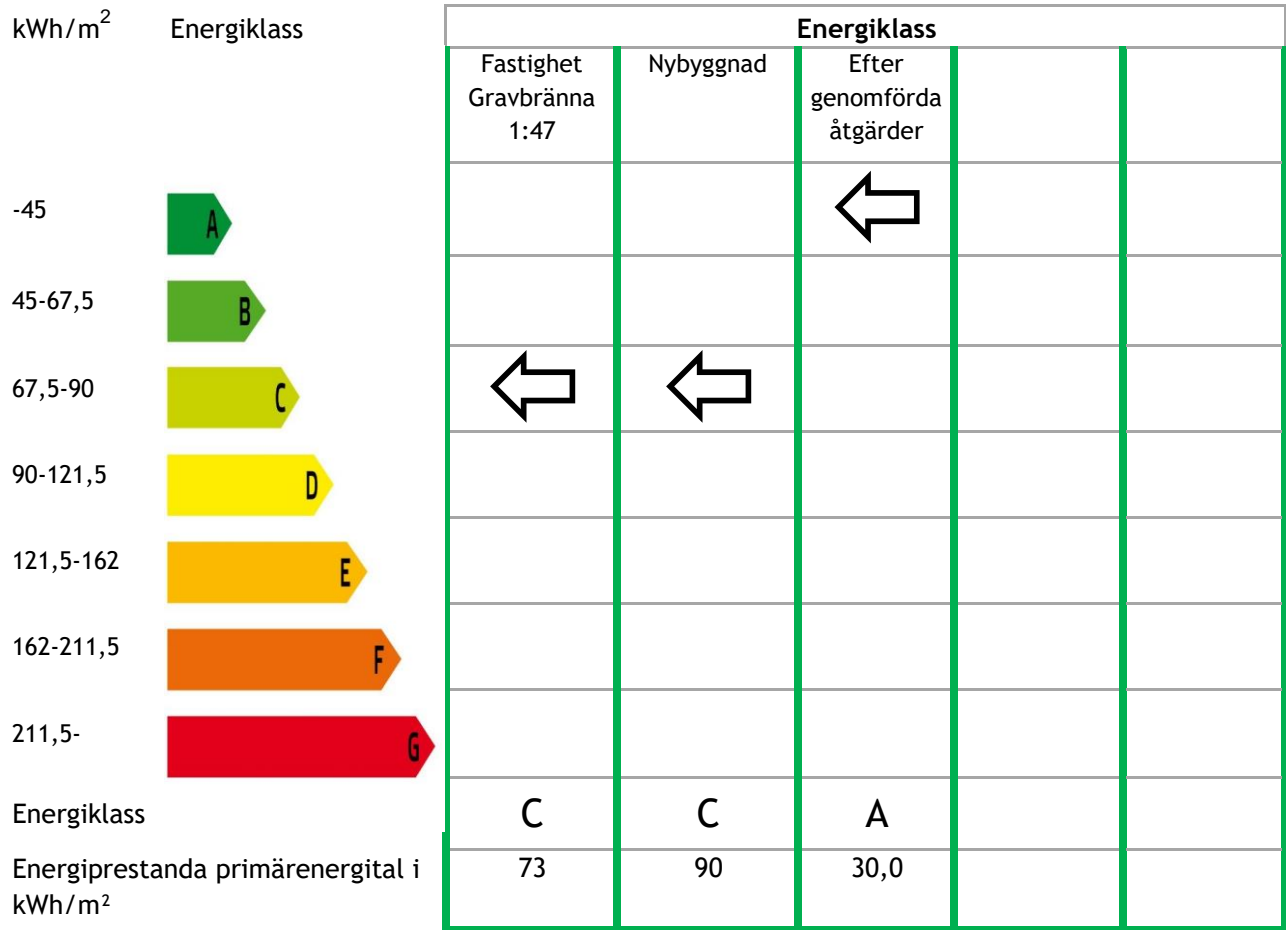 kWh/m² Energiklass Energiklass
Fastighet Nybyggnad Efter
Gravbränna genomförda
1:47 åtgärder
-45 A
45-67,5 B
67,5-90 C
90-121,5 D
121,5-162 E
162-211,5 F
211,5- G
Energiklass C C A
Energiprestanda primärenergital i 73 90 30,0
kWh/m²